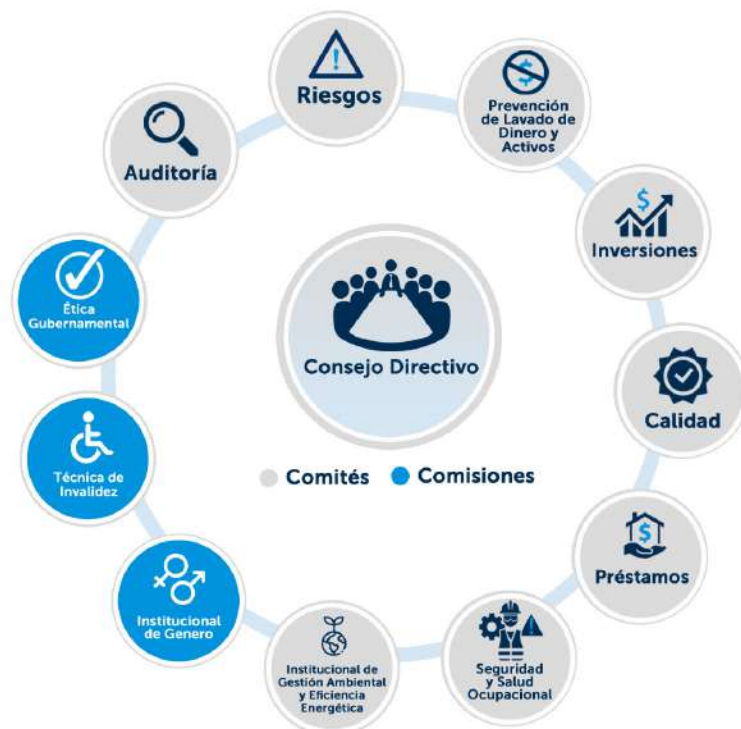 Riesgos
Prevención
de Lavado de
Dinero y
Activos
Inversiones
Calidad
Préstamos
Seguridad
y Salud
Ocupacional
Institucional de
Gestión Ambiental
y Eficiencia
Energética
Institucional
de Genero
Técnica de
Invalidez
Ética
Gubernamental
Auditoría
Consejo Directivo
Comités
Comisiones